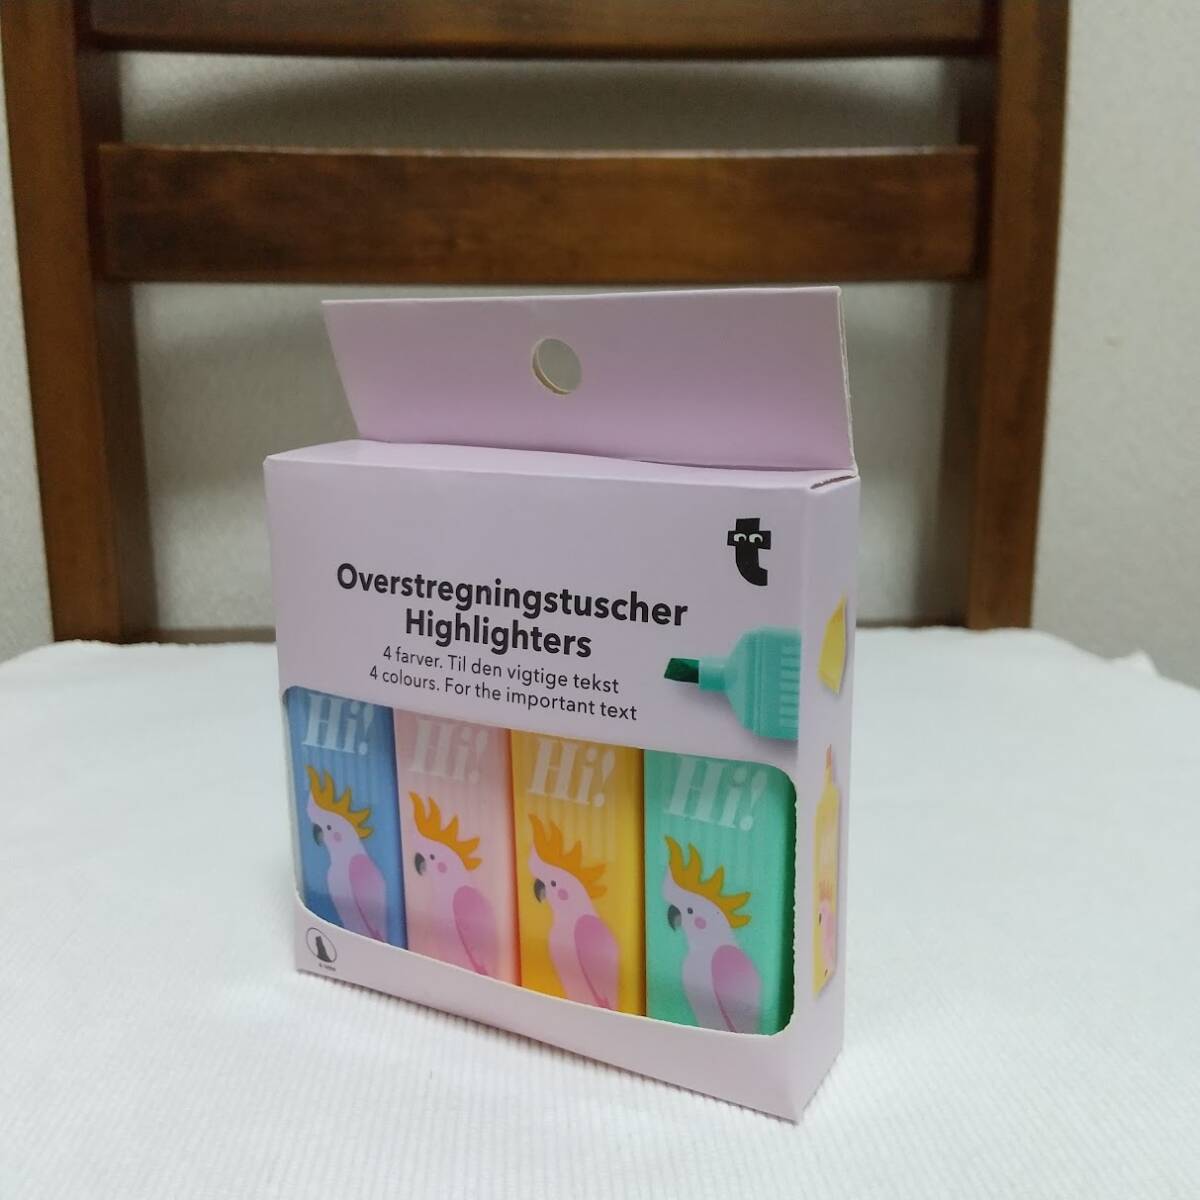 t
Overstregningstuscher
Highlighters
4 farver. Til den vigtige tekst
4 colours. For the important text
Hi! Hi! Hi! Hi!